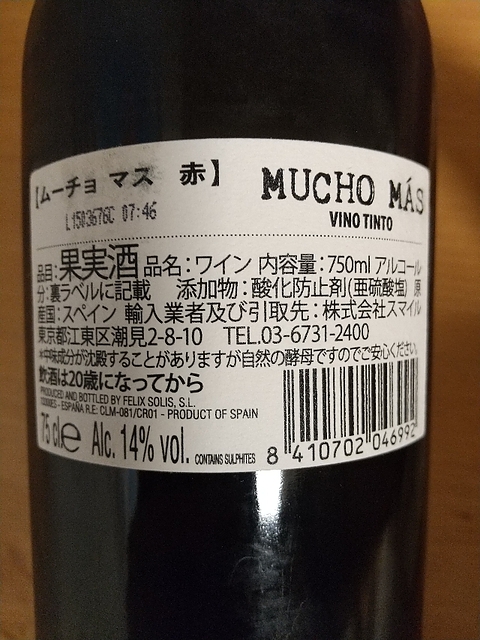 【ムーチョ マス 赤】
MUCHO MÁS
VINO TINTO
L1503676C 07:46
品目:果実酒 品名:ワイン 内容量:750ml アルコール
分:裏ラベルに記載 添加物:酸化防止剤(亜硫酸塩) 原
産国:スペイン 輸入業者及び引取先:株式会社スマイル
東京都江東区潮見2-8-10 TEL.03-6731-2400
*中味成分が沈殿することがありますが自然の酵母ですのでご安心ください。
飲酒は20歳になってから
PRODUCED AND BOTTLED BY FELIX SOLIS, S.L.
CODSES - ESPAÑA R.E: CLM-081/CR01 - PRODUCT OF SPAIN
75 cl e Alc. 14% vol. CONTAINS SULPHITES
8 410702 046992